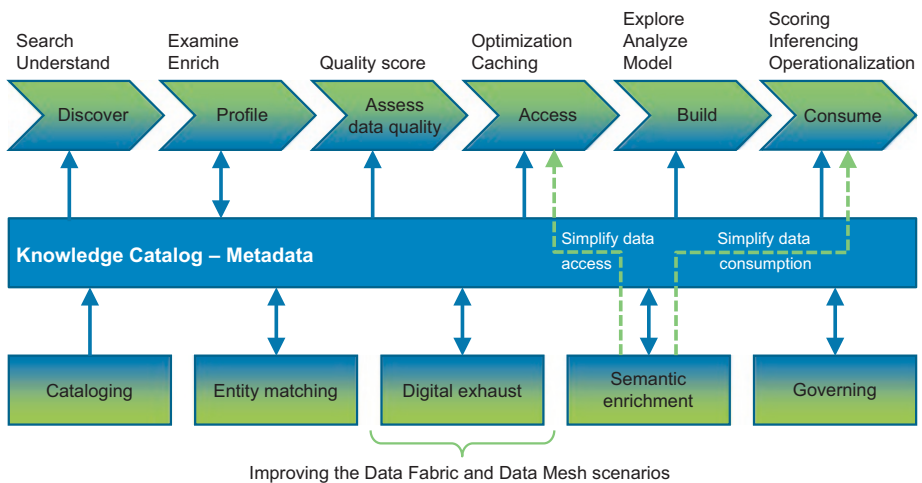 Search
Understand
Examine
Enrich
Quality score
Optimization
Caching
Explore
Analyze
Model
Scoring
Inferencing
Operationalization
Discover
Profile
Assess
data quality
Access
Build
Consume
Knowledge Catalog – Metadata
Simplify data
access
Simplify data
consumption
Cataloging
Entity matching
Digital exhaust
Semantic
enrichment
Governing
Improving the Data Fabric and Data Mesh scenarios